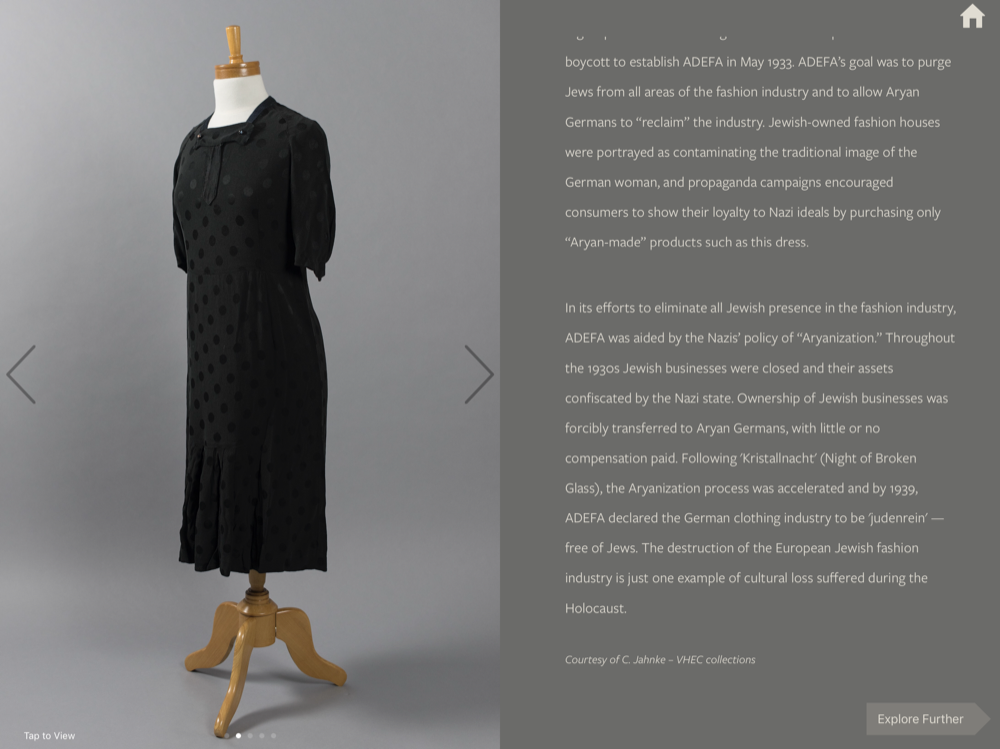 boycott to establish ADEFA in May 1933. ADEFA's goal was to purge
Jews from all areas of the fashion industry and to allow Aryan
Germans to “reclaim” the industry. Jewish-owned fashion houses
were portrayed as contaminating the traditional image of the
German woman, and propaganda campaigns encouraged
consumers to show their loyalty to Nazi ideals by purchasing only
“Aryan-made” products such as this dress.
In its efforts to eliminate all Jewish presence in the fashion industry,
ADEFA was aided by the Nazis' policy of “Aryanization.” Throughout
the 1930s Jewish businesses were closed and their assets
confiscated by the Nazi state. Ownership of Jewish businesses was
forcibly transferred to Aryan Germans, with little or no
compensation paid. Following 'Kristallnacht' (Night of Broken
Glass), the Aryanization process was accelerated and by 1939,
ADEFA declared the German clothing industry to be 'judenrein' —
free of Jews. The destruction of the European Jewish fashion
industry is just one example of cultural loss suffered during the
Holocaust.
Courtesy of C. Jahnke – VHEC collections
Explore Further
Tap to View